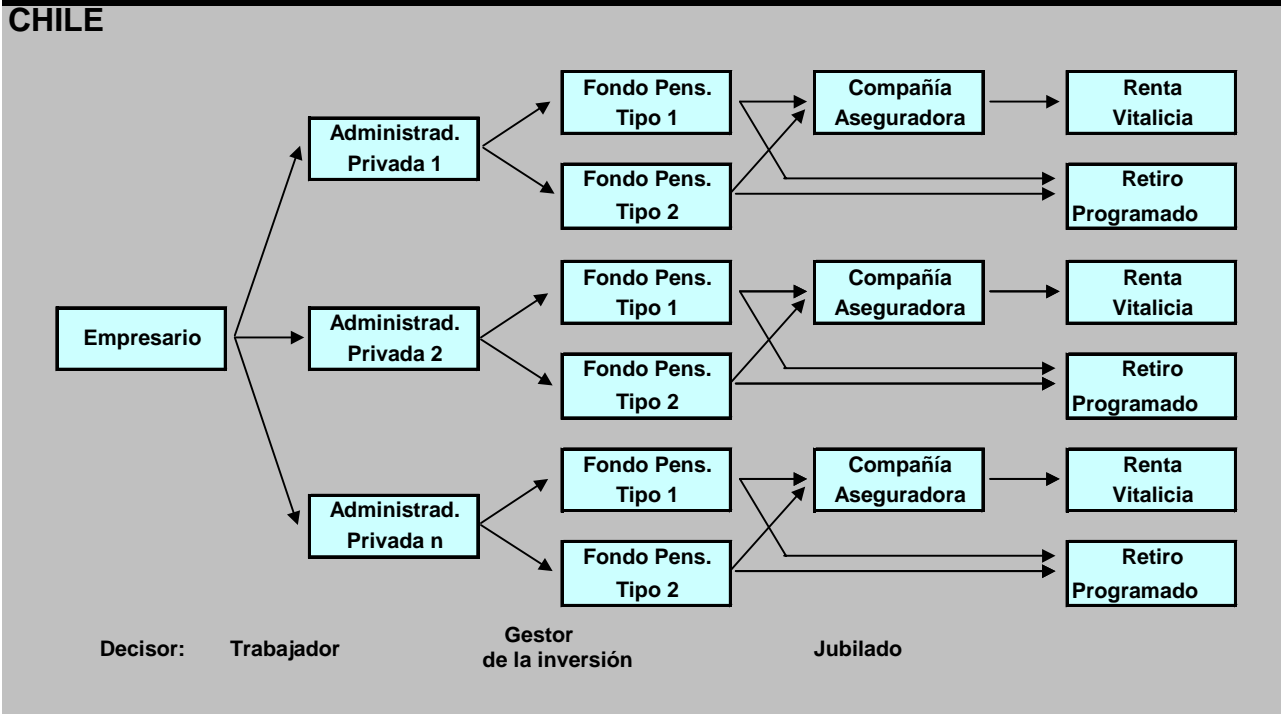 CHILE
Fondo Pens.
Tipo 1
Compañía
Aseguradora
Renta
Vitalicia
Administrad.
Privada 1
Fondo Pens.
Tipo 2
Retiro
Programado
Fondo Pens.
Tipo 1
Compañía
Aseguradora
Renta
Vitalicia
Empresario
Administrad.
Privada 2
Fondo Pens.
Tipo 2
Retiro
Programado
Fondo Pens.
Tipo 1
Compañía
Aseguradora
Renta
Vitalicia
Administrad.
Privada n
Fondo Pens.
Tipo 2
Retiro
Programado
Decisor: Trabajador
Gestor
de la inversión
Jubilado